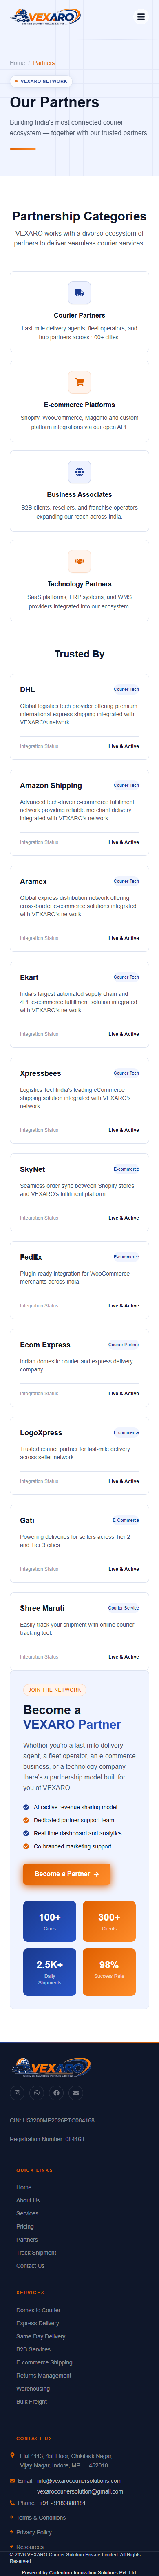 VEXARO
Home / Partners
VEXARO NETWORK
Our Partners
Building India's most connected courier
ecosystem — together with our trusted partners.
Partnership Categories
VEXARO works with a diverse ecosystem of
partners to deliver seamless courier services.
Courier Partners
Last-mile delivery agents, fleet operators, and
hub partners across 100+ cities.
E-commerce Platforms
Shopify, WooCommerce, Magento and custom
platform integrations via our open API.
Business Associates
B2B clients, resellers, and franchise operators
expanding our reach across India.
Technology Partners
SaaS platforms, ERP systems, and WMS
providers integrated into our ecosystem.
Trusted By
DHL
Courier Tech
Global logistics tech provider offering premium
international express shipping integrated with
VEXARO's network.
Integration Status Live & Active
Amazon Shipping
Courier Tech
Advanced tech-driven e-commerce fulfillment
network providing reliable merchant delivery
integrated with VEXARO's network.
Integration Status Live & Active
Aramex
Courier Tech
Global express distribution network offering
cross-border e-commerce solutions integrated
with VEXARO's network.
Integration Status Live & Active
Ekart
Courier Tech
India's largest automated supply chain and
4PL e-commerce fulfillment solution integrated
with VEXARO's network.
Integration Status Live & Active
Xpressbees
Courier Tech
Logistics TechIndia's leading eCommerce
shipping solution integrated with VEXARO's
network.
Integration Status Live & Active
SkyNet
E-commerce
Seamless order sync between Shopify stores
and VEXARO's fulfilment platform.
Integration Status Live & Active
FedEx
E-commerce
Plugin-ready integration for WooCommerce
merchants across India.
Integration Status Live & Active
Ecom Express
Courier Partner
Indian domestic courier and express delivery
company.
Integration Status Live & Active
LogoXpress
E-commerce
Trusted courier partner for last-mile delivery
across seller network.
Integration Status Live & Active
Gati
E-Commerce
Powering deliveries for sellers across Tier 2
and Tier 3 cities.
Integration Status Live & Active
Shree Maruti
Courier Service
Easily track your shipment with online courier
tracking tool.
Integration Status Live & Active
JOIN THE NETWORK
Become a
VEXARO Partner
Whether you're a last-mile delivery
agent, a fleet operator, an e-commerce
business, or a technology company —
there's a partnership model built for
you at VEXARO.
Attractive revenue sharing model
Dedicated partner support team
Real-time dashboard and analytics
Co-branded marketing support
Become a Partner →
100+
Cities
300+
Clients
2.5K+
Daily
Shipments
98%
Success Rate
VEXARO
CIN: U53200MP2026PTC084168
Registration Number: 084168
QUICK LINKS
Home
About Us
Services
Pricing
Partners
Track Shipment
Contact Us
SERVICES
Domestic Courier
Express Delivery
Same-Day Delivery
B2B Services
E-commerce Shipping
Returns Management
Warehousing
Bulk Freight
CONTACT US
Flat 1113, 1st Floor, Chikitsak Nagar,
Vijay Nagar, Indore, MP — 452010
Email: info@vexarocouriersolutions.com
vexarocouriersolution@gmail.com
Phone: +91 - 9183888181
Terms & Conditions
Privacy Policy
Resources
© 2026 VEXARO Courier Solution Private Limited. All Rights
Reserved.
Powered by Codentixx Innovation Solutions Pvt. Ltd.